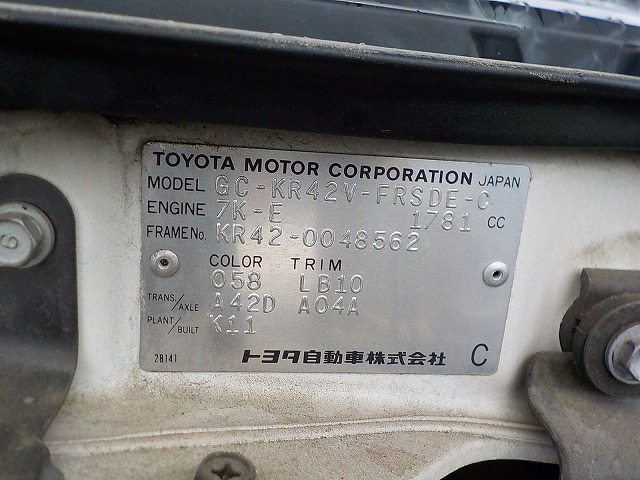 TOYOTA MOTOR CORPORATION JAPAN
MODEL GC-KR42V-FRSDE-C
ENGINE 7K-E 1781 CC
FRAME No. KR42-0048562
COLOR TRIM
058 LB10
TRANS./AXLE A42D A04A
PLANT/BUILT K11
28141 トヨタ自動車株式会社 C
9